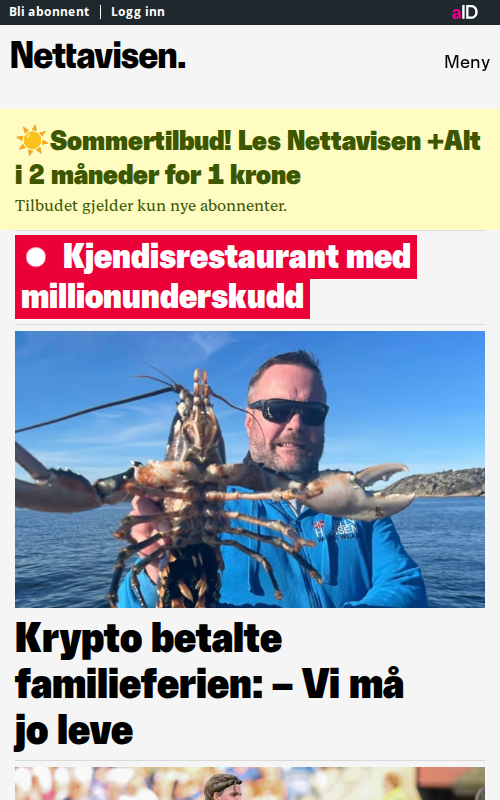 Bli abonnent | Logg inn
aID
Nettavisen.
Meny
☀️Sommertilbud! Les Nettavisen +Alt
i 2 måneder for 1 krone
Tilbudet gjelder kun nye abonnenter.
Kjendisrestaurant med
millionunderskudd
Krypto betalte
familieferien: – Vi må
jo leve